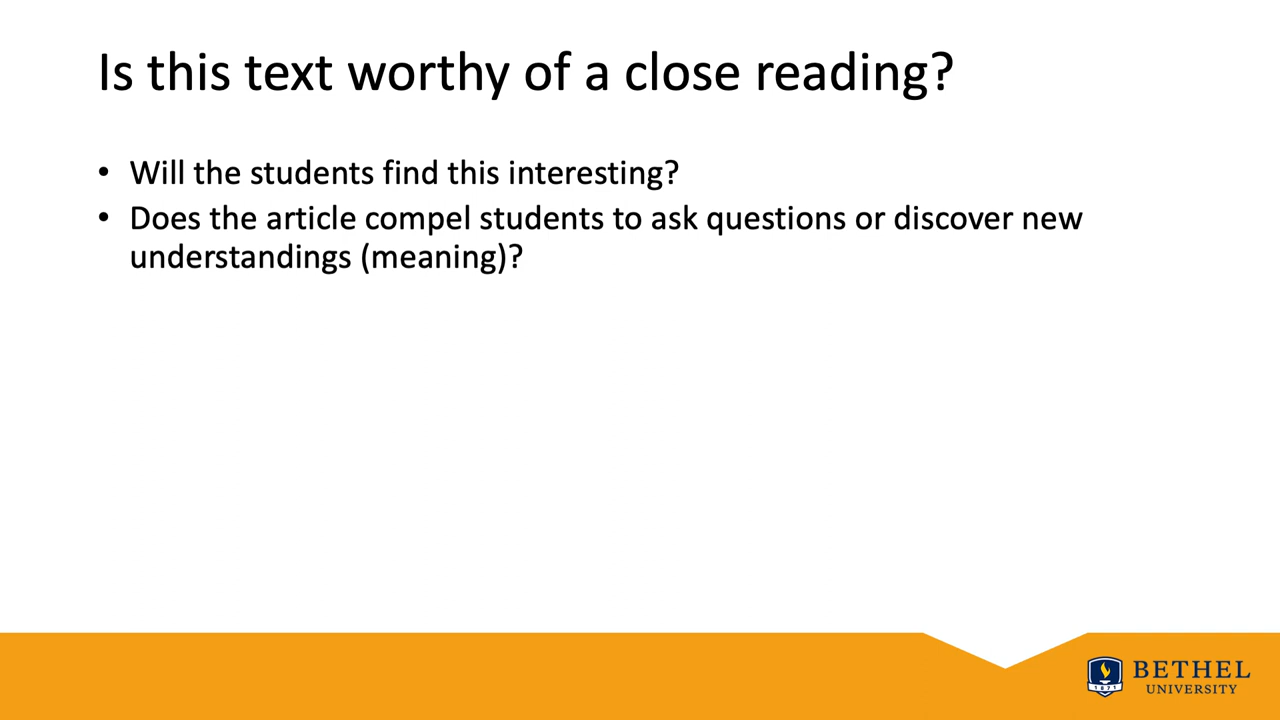 Is this text worthy of a close reading?
• Will the students find this interesting?
• Does the article compel students to ask questions or discover new
understandings (meaning)?
1871
BETHEL
UNIVERSITY